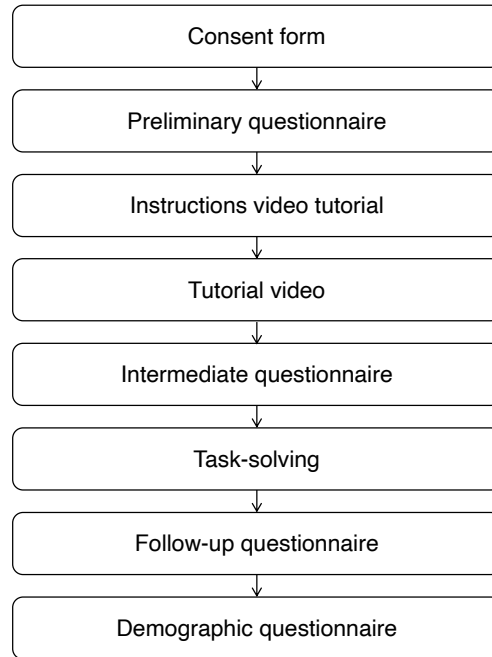 Consent form
Preliminary questionnaire
Instructions video tutorial
Tutorial video
Intermediate questionnaire
Task-solving
Follow-up questionnaire
Demographic questionnaire